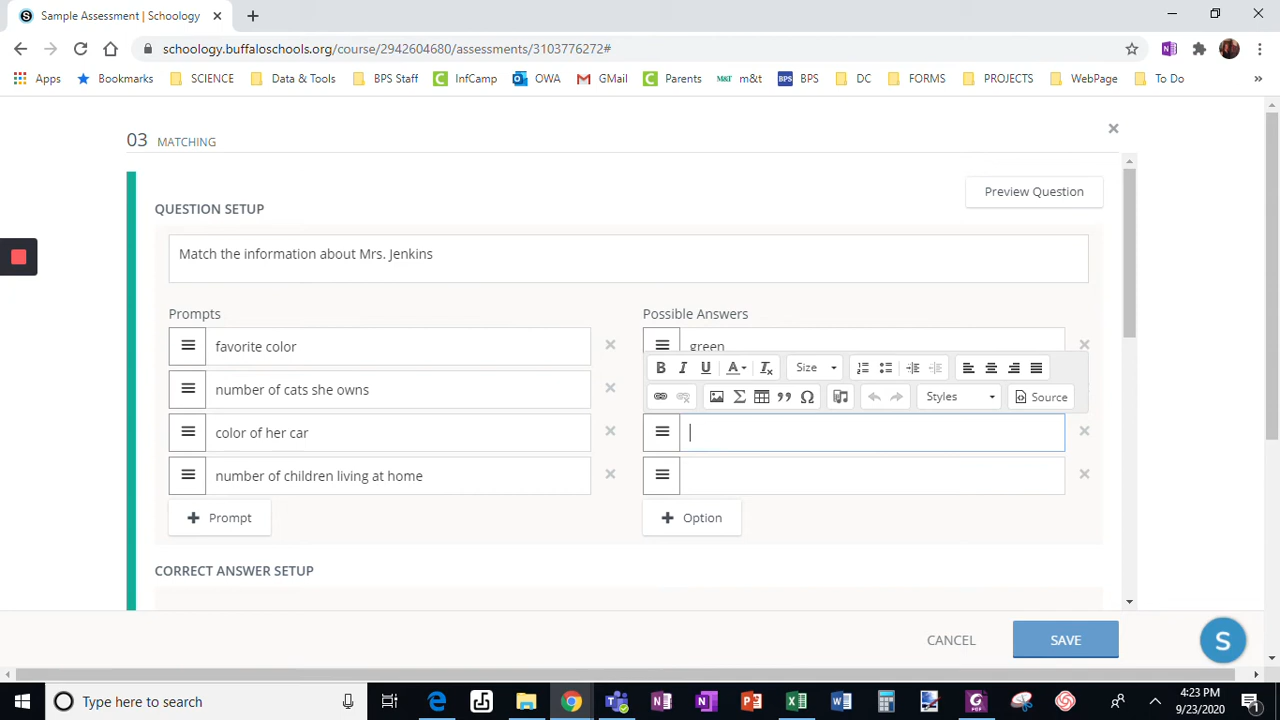 Sample Assessment | Schoology
schoology.buffaloschools.org/course/2942604680/assessments/3103776272#
Apps Bookmarks SCIENCE Data & Tools BPS Staff InfCamp OWA GMail Parents m&t m&t BPS BPS DC FORMS PROJECTS WebPage To Do »
03 MATCHING
Preview Question
QUESTION SETUP
Match the information about Mrs. Jenkins
Prompts Possible Answers
favorite color green
B I U A Tx Size
number of cats she owns
Styles Source
color of her car
number of children living at home
+ Prompt + Option
CORRECT ANSWER SETUP
CANCEL SAVE S
Type here to search
4:23 PM
9/23/2020